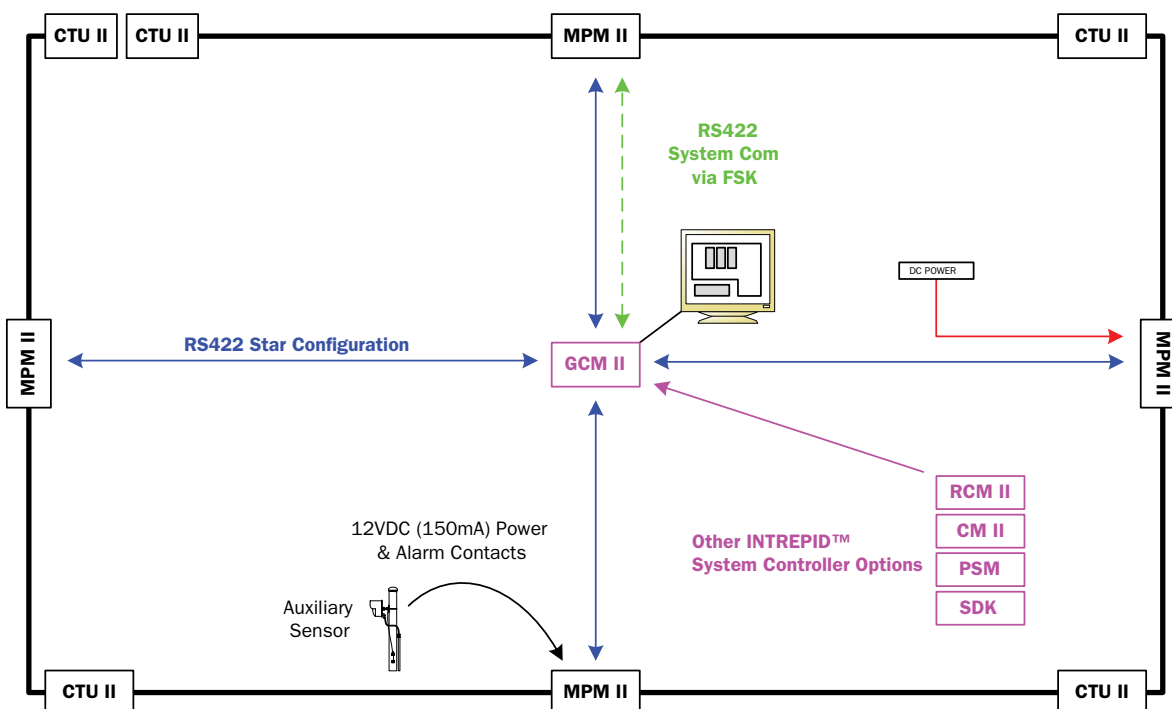 CTU II
CTU II
MPM II
CTU II
RS422
System Com
via FSK
DC POWER
MPM II
RS422 Star Configuration
GCM II
MPM II
RCM II
CM II
PSM
SDK
Other INTREPID™
System Controller Options
12VDC (150mA) Power
& Alarm Contacts
Auxiliary
Sensor
CTU II
MPM II
CTU II